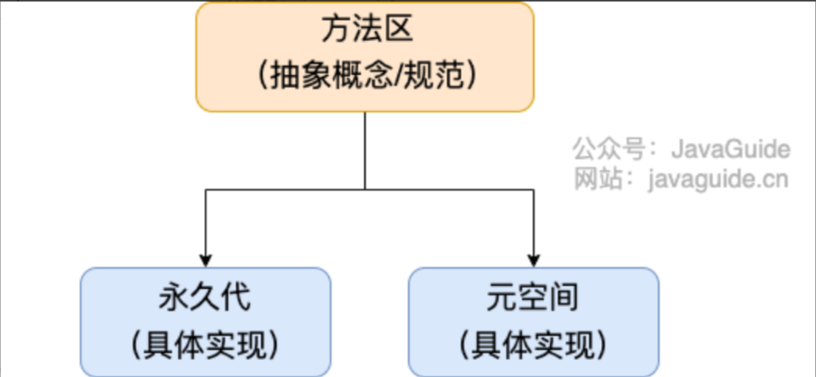 方法区
（抽象概念/规范）
公众号：JavaGuide
网站：javaguide.cn
永久代
（具体实现）
元空间
（具体实现）